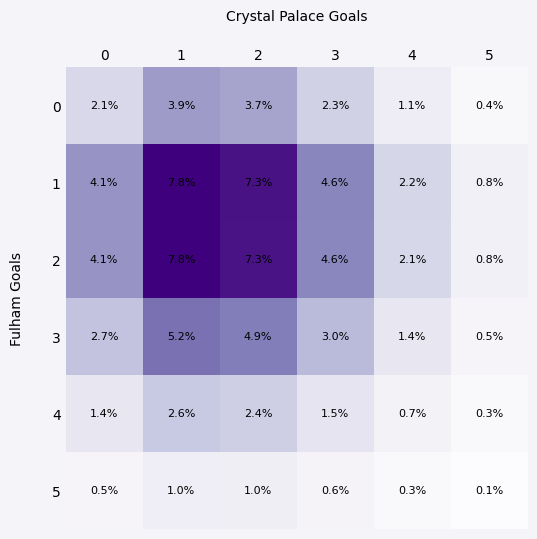 Crystal Palace Goals
0 1 2 3 4 5
0 2.1% 3.9% 3.7% 2.3% 1.1% 0.4%
1 4.1% 7.8% 7.3% 4.6% 2.2% 0.8%
2 4.1% 7.8% 7.3% 4.6% 2.1% 0.8%
3 2.7% 5.2% 4.9% 3.0% 1.4% 0.5%
4 1.4% 2.6% 2.4% 1.5% 0.7% 0.3%
5 0.5% 1.0% 1.0% 0.6% 0.3% 0.1%
Fulham Goals